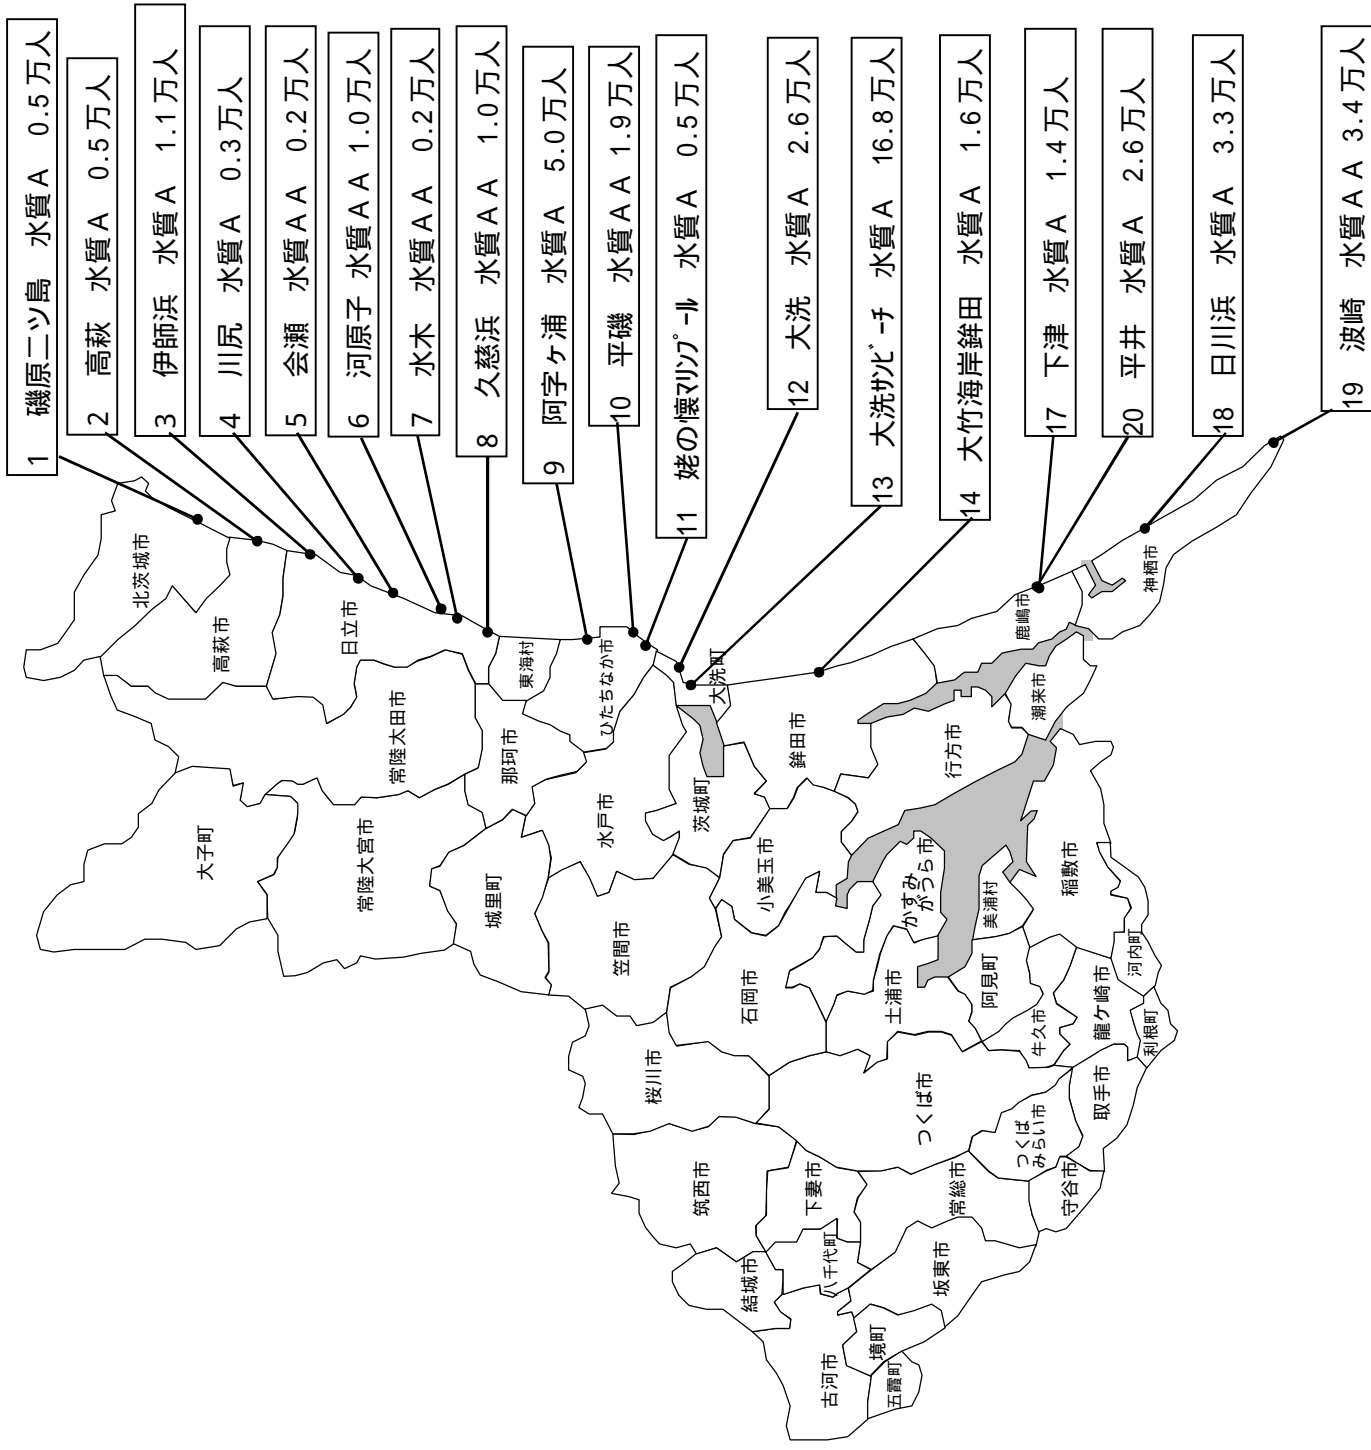 1 磯原二ツ島 水質A 0.5万人
2 高萩 水質A 0.5万人
3 伊師浜 水質A 1.1万人
4 川尻 水質A 0.3万人
5 会瀬 水質AA 0.2万人
6 河原子 水質AA 1.0万人
7 水木 水質AA 0.2万人
8 久慈浜 水質AA 1.0万人
9 阿字ヶ浦 水質A 5.0万人
10 平磯 水質AA 1.9万人
11 姥の懐ﾏﾘﾝﾌﾟｰﾙ 水質A 0.5万人
12 大洗 水質A 2.6万人
13 大洗ｻﾝﾋﾞｰﾁ 水質A 16.8万人
14 大竹海岸鉾田 水質A 1.6万人
17 下津 水質A 1.4万人
20 平井 水質A 2.6万人
18 日川浜 水質A 3.3万人
19 波崎 水質AA 3.4万人
北茨城市
高萩市
日立市
大子町
常陸太田市
常陸大宮市
東海村
那珂市
城里町
ひたちなか市
水戸市
笠間市
大洗町
茨城町
桜川市
小美玉市
石岡市
鉾田市
筑西市
結城市
下妻市
八千代町
古河市
境町
五霞町
坂東市
常総市
つくば市
土浦市
かすみ
がうら市
行方市
美浦村
阿見町
牛久市
つくば
みらい市
守谷市
取手市
龍ケ崎市
利根町
河内町
稲敷市
潮来市
鹿嶋市
神栖市